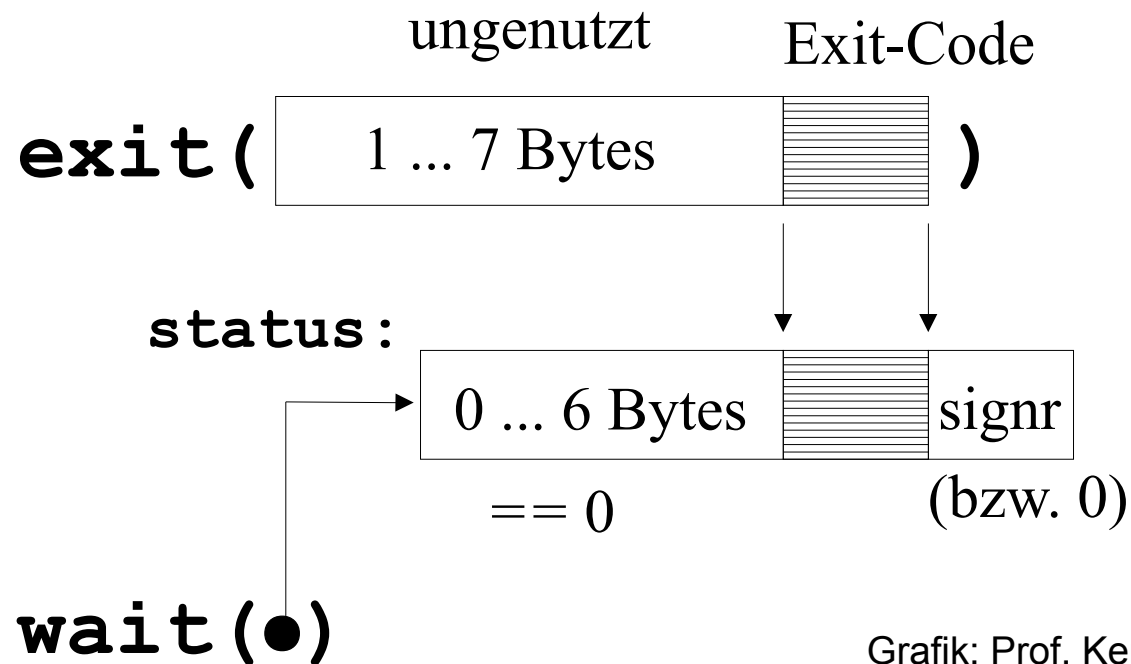 ungenutzt Exit-Code
exit( 1 ... 7 Bytes )
status:
0 ... 6 Bytes signr
== 0 (bzw. 0)
wait( )
Grafik: Prof. Ke